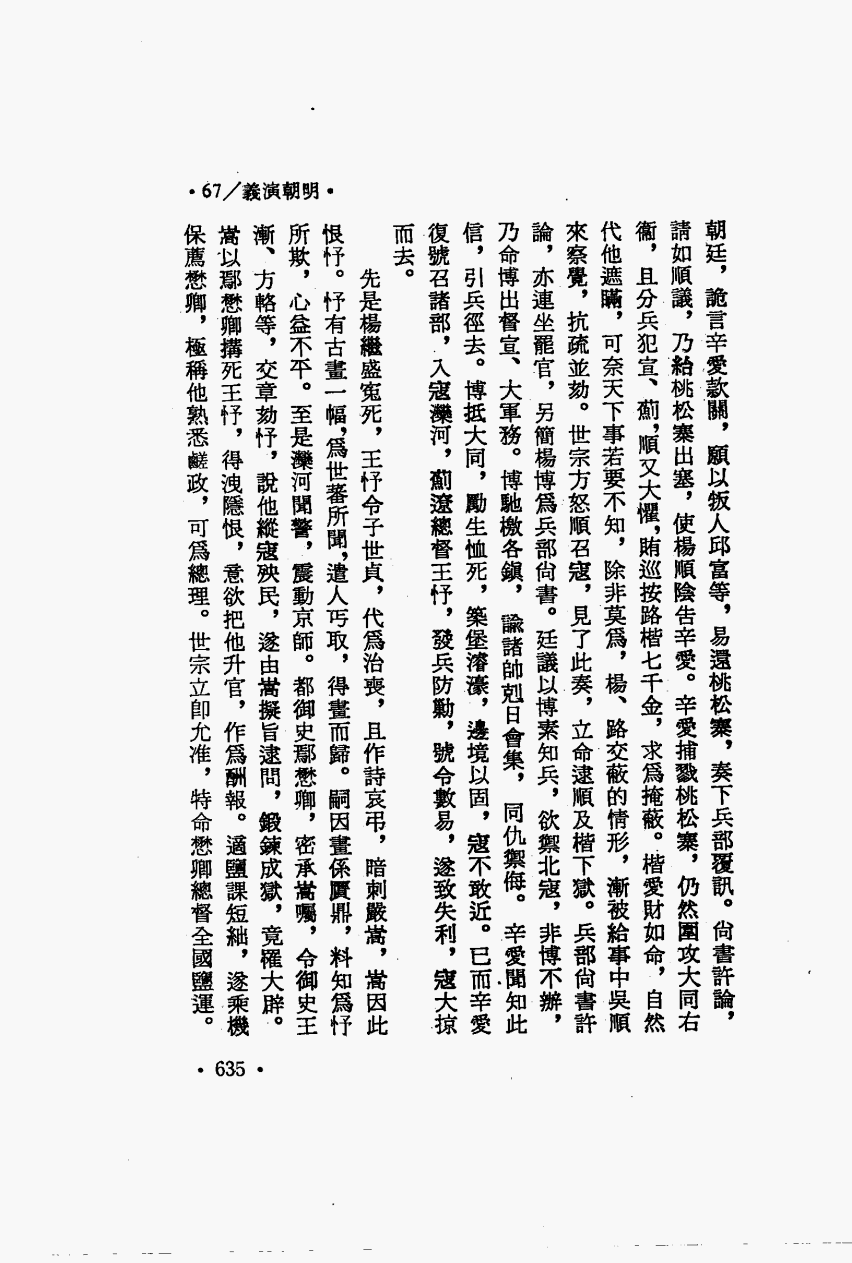 ·67/義演朝明·
朝廷，詭言辛愛款關，願以叛人邱富等，易還桃松寨，奏下兵部覆訊。尚書許論，
請如順議，乃給桃松寨出塞，使楊順陰告辛愛。辛愛捕戮桃松寨，仍然圍攻大同右
衞，且分兵犯宣、薊，順又大懼，賄巡按路楷七千金，求爲掩蔽。楷愛財如命，自然
代他遮瞞，可奈天下事若要不知，除非莫爲，楊、路交蔽的情形，漸被給事中吳順
來察覺，抗疏並劾。世宗方怒順召寇，見了此奏，立命逮順及楷下獄。兵部尚書許
論，亦連坐罷官，另簡楊博爲兵部尚書。廷議以博素知兵，欲禦北寇，非博不辦，
乃命博出督宣、大軍務。博馳檄各鎮，諭諸帥剋日會集，同仇禦侮。辛愛聞知此
信，引兵徑去。博抵大同，勵生恤死，築堡濬濠，邊境以固，寇不敢近。已而辛愛
復號召諸部，入寇灤河，薊遼總督王忬，發兵防勦，號令數易，遂致失利，寇大掠
而去。
先是楊繼盛寃死，王忬令子世貞，代爲治喪，且作詩哀弔，暗刺嚴嵩，嵩因此
恨忬。忬有古畫一幅，爲世蕃所聞，遣人丐取，得畫而歸。嗣因畫係贋鼎，料知爲忬
所欺，心益不平。至是灤河聞警，震動京師。都御史鄢懋卿，密承嵩囑，令御史王
漸、方輅等，交章劾忬，說他縱寇殃民，遂由嵩擬旨逮問，鍛鍊成獄，竟罹大辟。
嵩以鄢懋卿搆死王忬，得洩隱恨，意欲把他升官，作爲酬報。適鹽課短絀，遂乘機
保薦懋卿，極稱他熟悉鹺政，可爲總理。世宗立卽允准，特命懋卿總督全國鹽運。
·635·